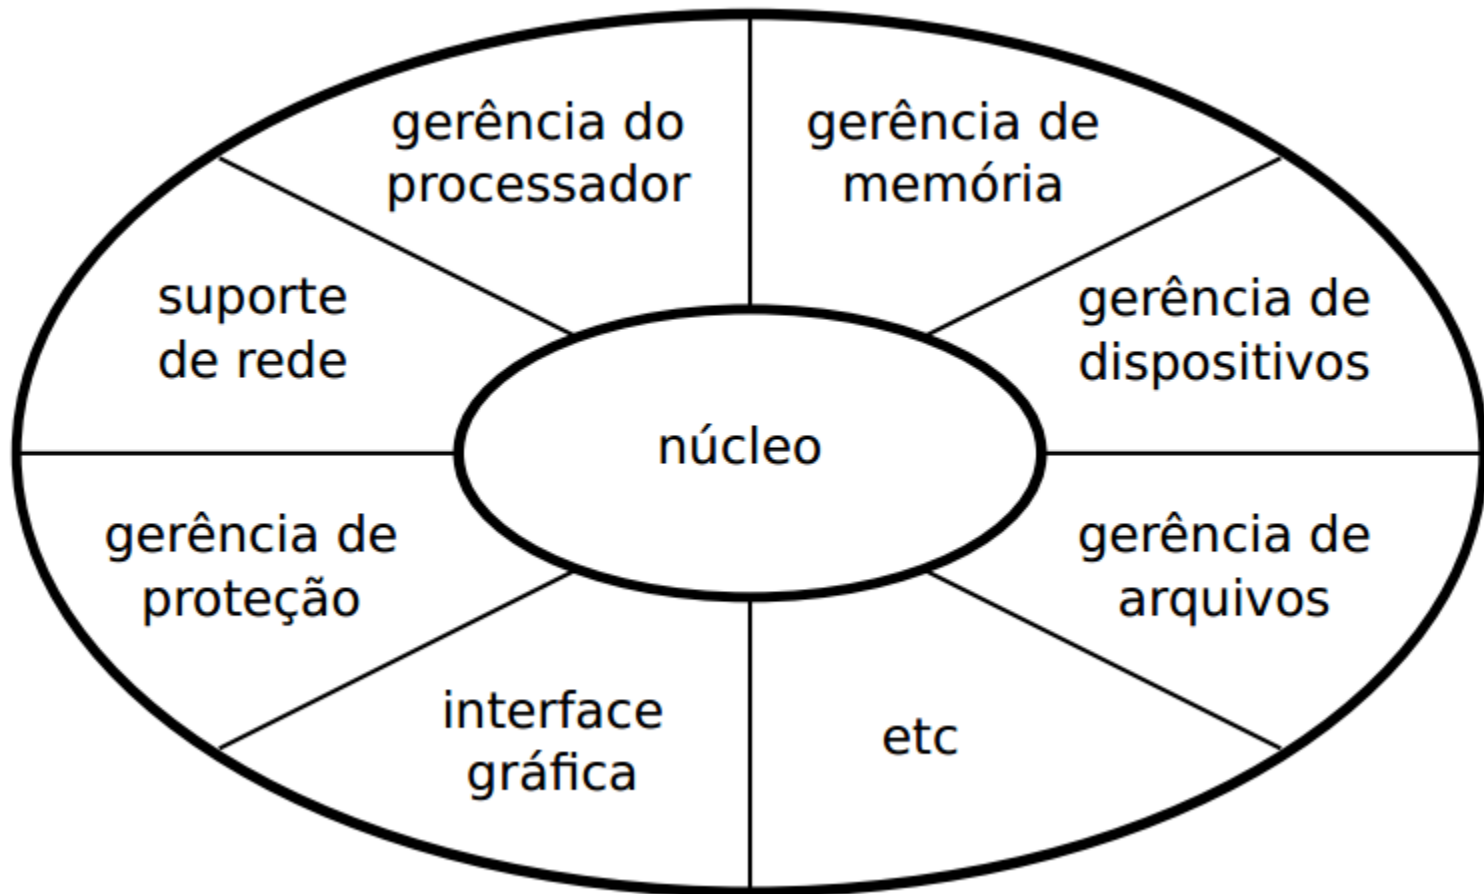 gerência do
processador
gerência de
memória
suporte
de rede
gerência de
dispositivos
núcleo
gerência de
proteção
gerência de
arquivos
interface
gráfica
etc